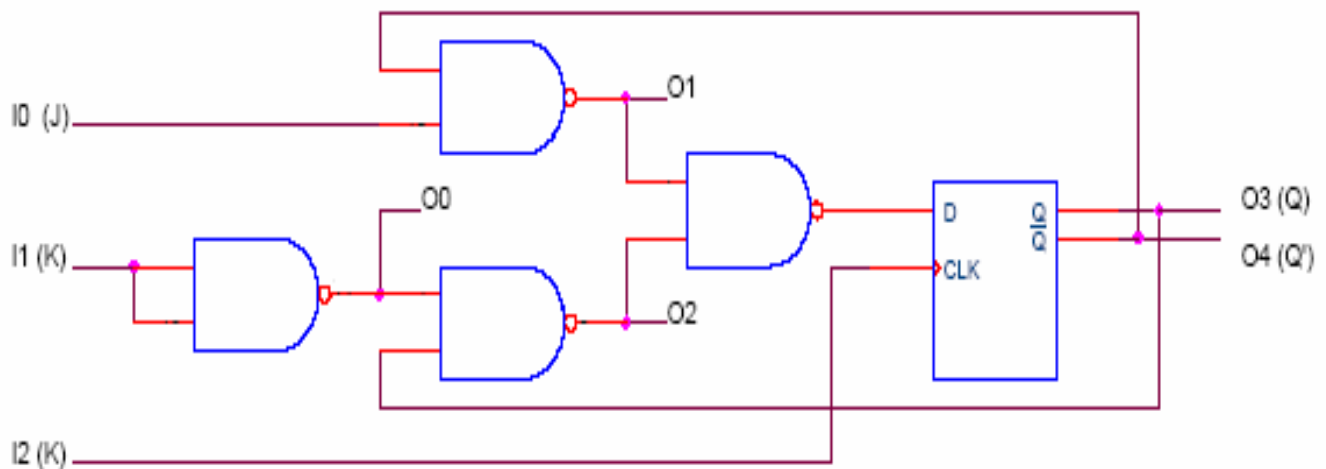 I0 (J)
O1
O0
I1 (K)
O2
D
Q
Q
CLK
O3 (Q)
O4 (Q')
I2 (K)